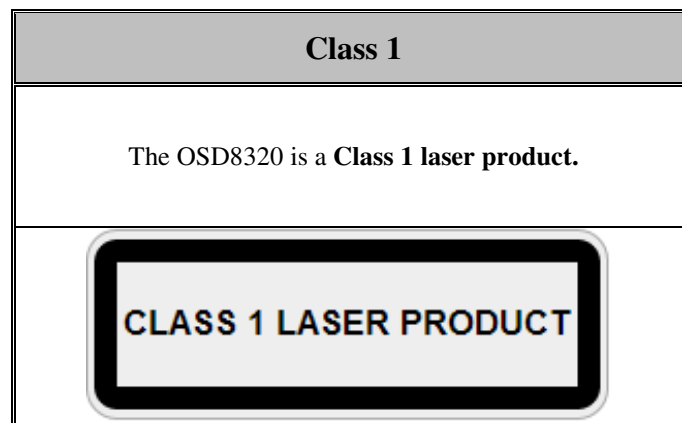 Class 1
The OSD8320 is a Class 1 laser product.
CLASS 1 LASER PRODUCT